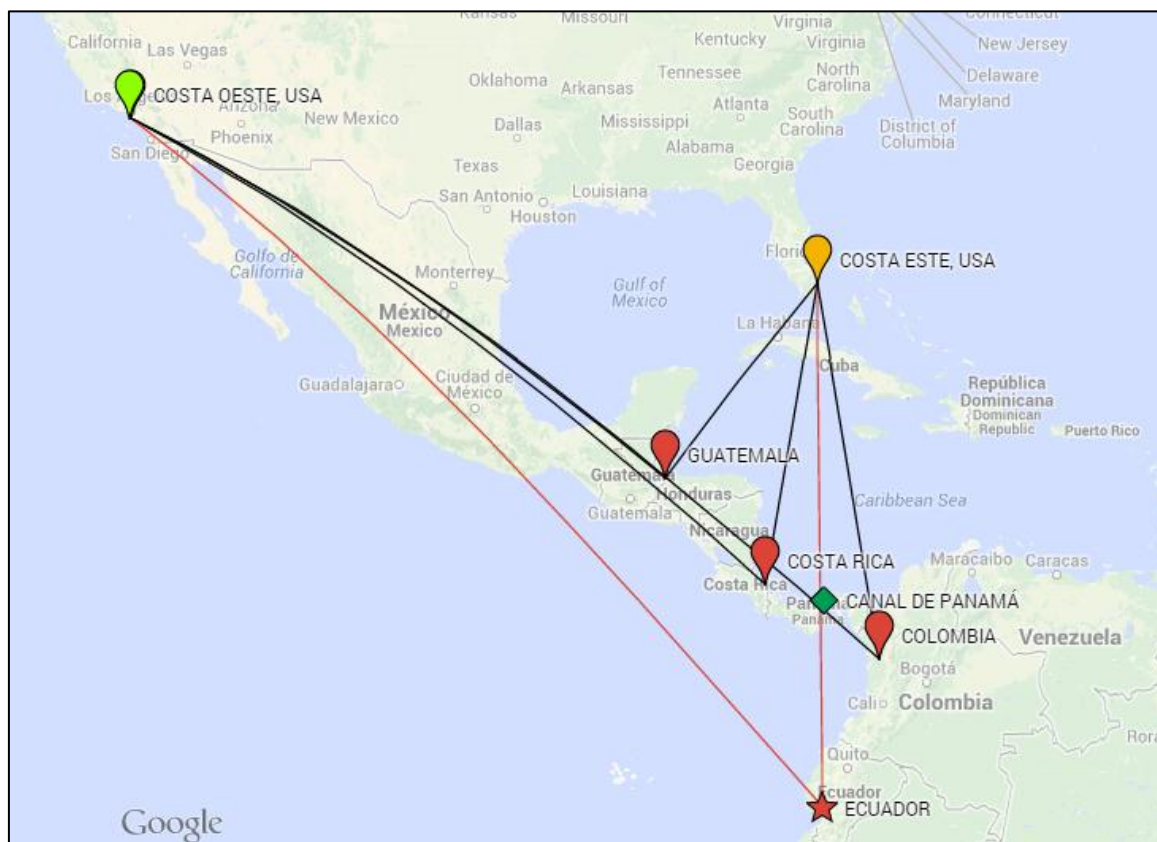 Kansas
Missouri
Virginia
Connecticut
California
Las Vegas
Kentucky
Virginia
New Jersey
Oklahoma
Arkansas
Tennessee
North
Carolina
Delaware
Maryland
Los Angeles
COSTA OESTE, USA
Arizona
Phoenix
New Mexico
Dallas
Mississippi
Atlanta
South
Carolina
District of
Columbia
San Diego
Alabama
Texas
Georgia
San Antonio
Louisiana
Houston
Golfo de
California
Monterrey
Gulf of
Mexico
COSTA ESTE, USA
México
Mexico
La Habana
Cuba
Guadalajara
Ciudad de
México
República
Dominicana
Dominican
Republic
Puerto Rico
GUATEMALA
Guatemala
Honduras
Guatemala
Caribbean Sea
Nicaragua
COSTA RICA
Costa Rica
Maracaibo
Caracas
CANAL DE PANAMÁ
Panamá
COLOMBIA
Venezuela
Bogotá
Cali
Colombia
Quito
Ecuador
ECUADOR
Google